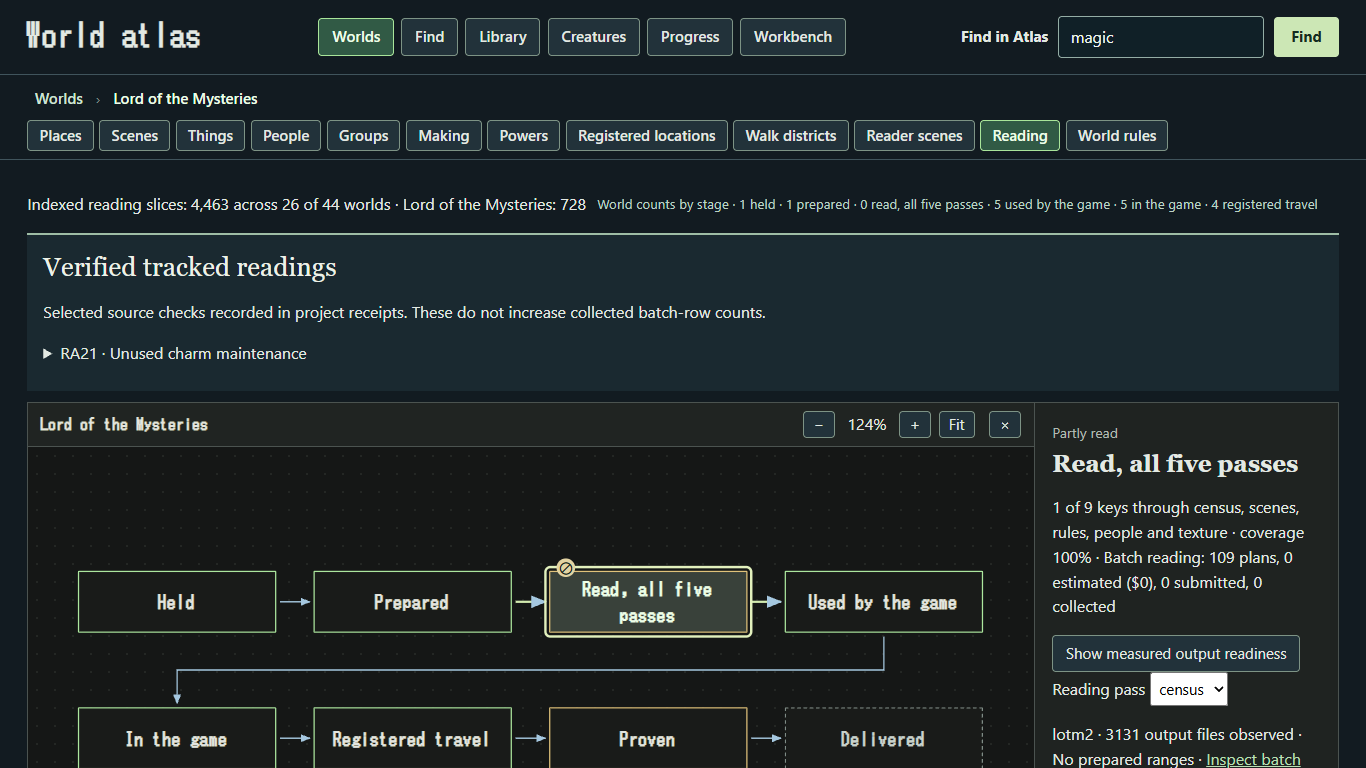 World atlas
Worlds
Find
Library
Creatures
Progress
Workbench
Find in Atlas
magic
Find
Worlds › Lord of the Mysteries
Places
Scenes
Things
People
Groups
Making
Powers
Registered locations
Walk districts
Reader scenes
Reading
World rules
Indexed reading slices: 4,463 across 26 of 44 worlds · Lord of the Mysteries: 728
World counts by stage · 1 held · 1 prepared · 0 read, all five passes · 5 used by the game · 5 in the game · 4 registered travel
Verified tracked readings
Selected source checks recorded in project receipts. These do not increase collected batch-row counts.
▶ RA21 · Unused charm maintenance
Lord of the Mysteries
−
124%
+
Fit
×
Held
Prepared
Read, all five
passes
Used by the game
In the game
Registered travel
Proven
Delivered
Partly read
Read, all five passes
1 of 9 keys through census, scenes,
rules, people and texture · coverage
100% · Batch reading: 109 plans, 0
estimated ($0), 0 submitted, 0
collected
Show measured output readiness
Reading pass
census
lotm2 · 3131 output files observed ·
No prepared ranges · Inspect batch